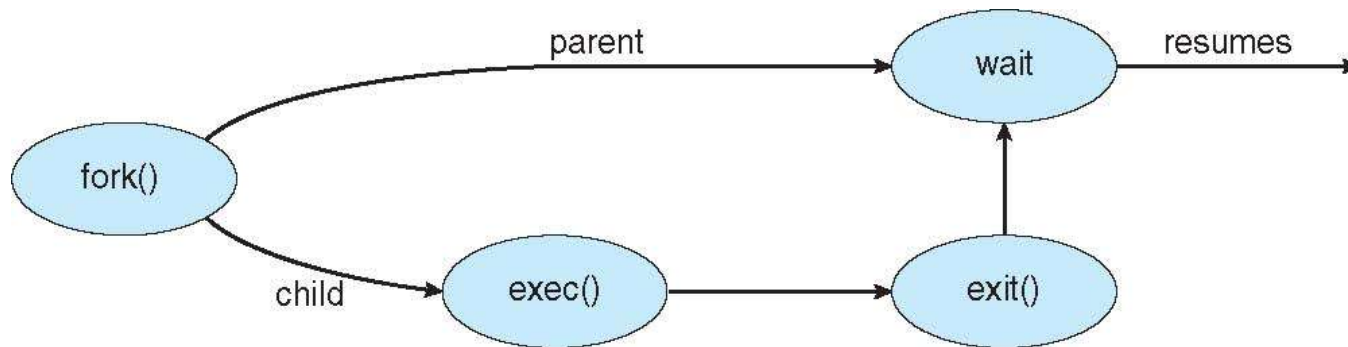 parent
wait
resumes
fork()
child
exec()
exit()